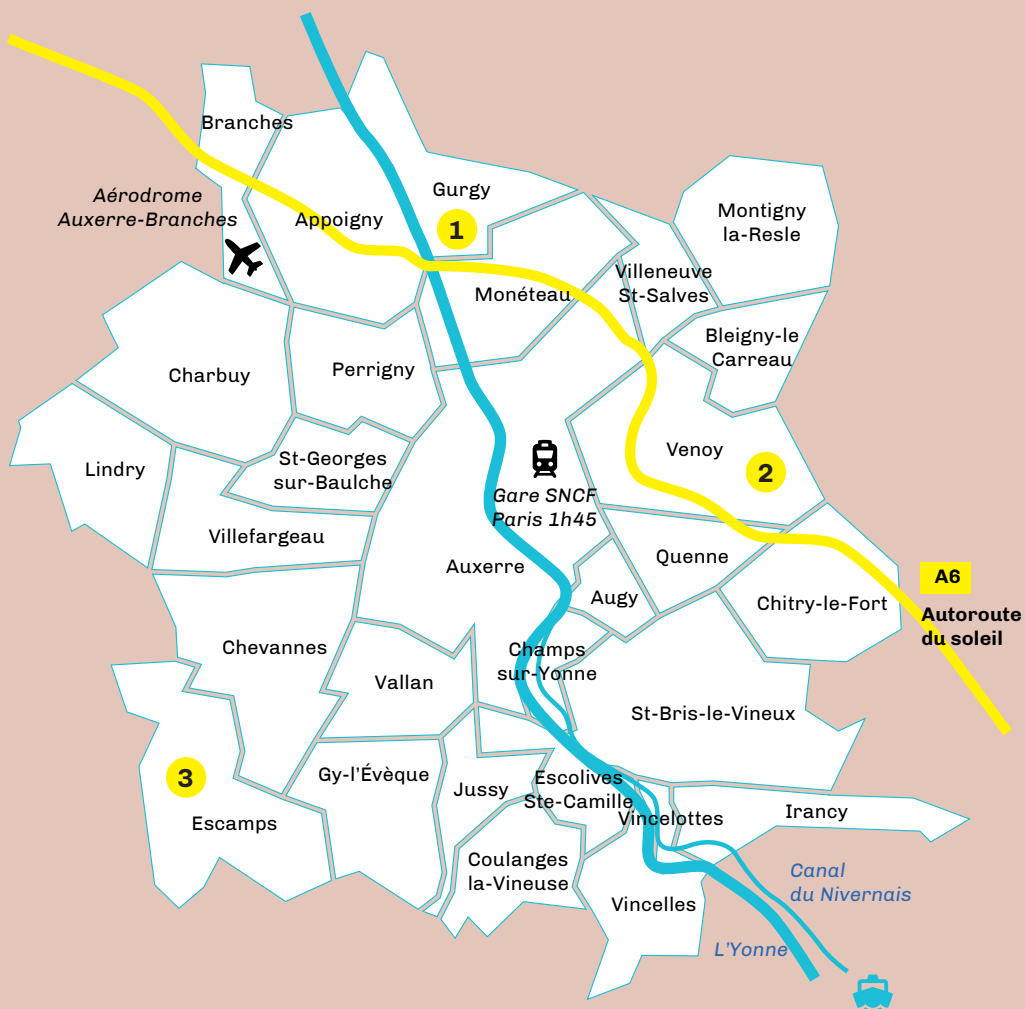 Branches
Aérodrome
Auxerre-Branches
Appoigny
Gurgy
1
Montigny
la-Resle
Villeneuve
St-Salves
Monéteau
Bleigny-le
Carreau
Charbuy
Perrigny
Lindry
St-Georges
sur-Baulche
Venoy
2
Gare SNCF
Paris 1h45
Villefargeau
Auxerre
Quenne
Augy
Chitry-le-Fort
A6
Autoroute
du soleil
Chevannes
Champs
sur-Yonne
Vallan
St-Bris-le-Vineux
3
Escamps
Gy-l'Évèque
Jussy
Escolives
Ste-Camille
Vincelottes
Irancy
Coulanges
la-Vineuse
Vincelles
Canal
du Nivernais
L'Yonne